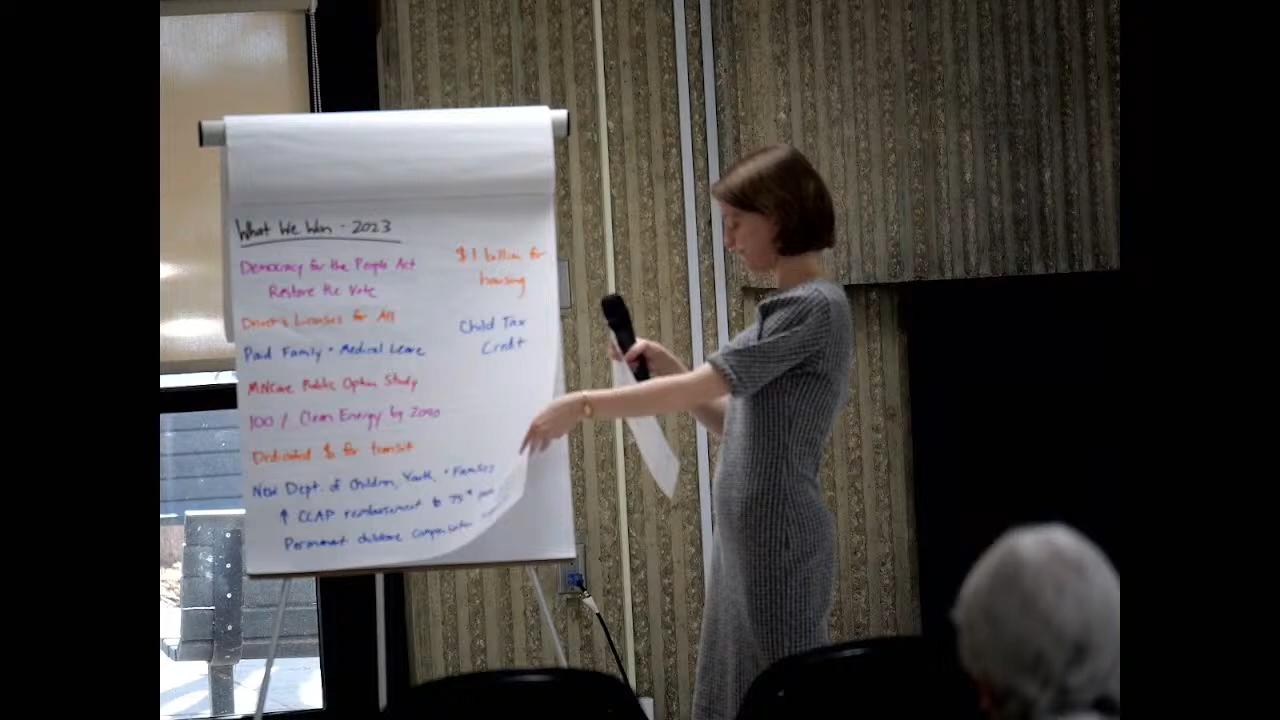 What We Won - 2023
Democracy for the People Act
Restore the Vote
Driver's Licenses for All
Paid Family + Medical Leave
MNCare Public Option Study
100% Clean Energy by 2040
Dedicated $ for transit
New Dept. of Children, Youth, + Families
↑ CCAP reimbursement to 75th
Permanent childcare compensation
$1 billion for
housing
Child Tax
Credit